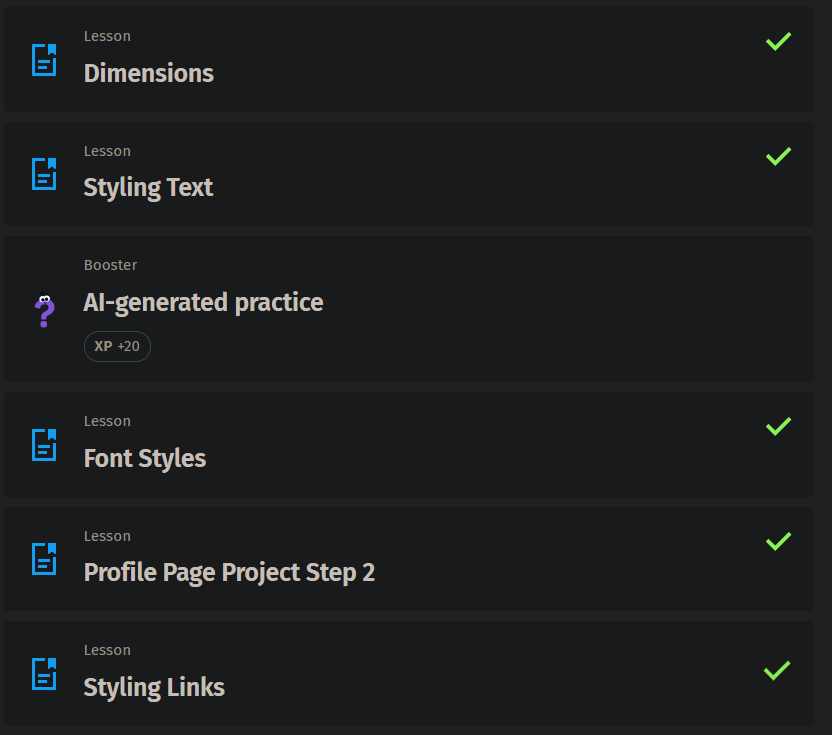 Lesson
Dimensions
Lesson
Styling Text
Booster
AI-generated practice
XP +20
Lesson
Font Styles
Lesson
Profile Page Project Step 2
Lesson
Styling Links